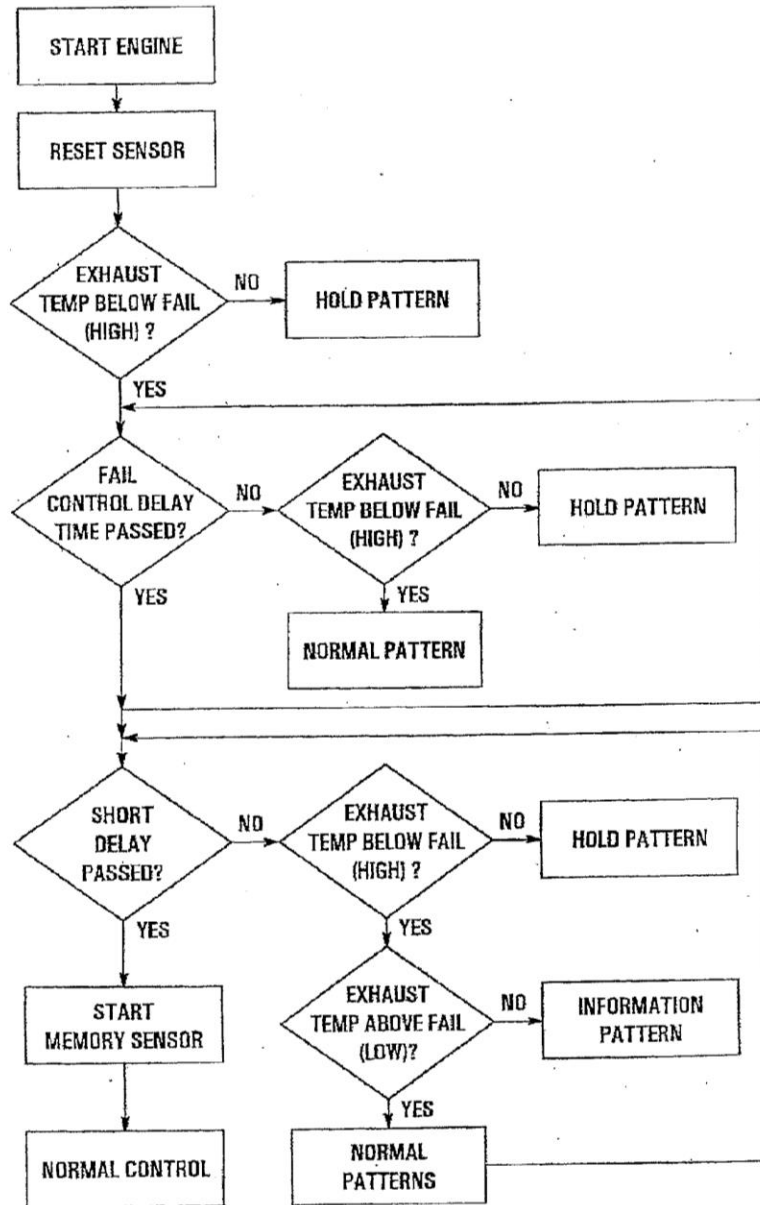 START ENGINE
RESET SENSOR
EXHAUST
TEMP BELOW FAIL
(HIGH) ?
NO
HOLD PATTERN
YES
FAIL
CONTROL DELAY
TIME PASSED?
NO
EXHAUST
TEMP BELOW FAIL
(HIGH) ?
NO
HOLD PATTERN
YES
YES
NORMAL PATTERN
SHORT
DELAY
PASSED?
NO
EXHAUST
TEMP BELOW FAIL
(HIGH) ?
NO
HOLD PATTERN
YES
YES
START
MEMORY SENSOR
EXHAUST
TEMP ABOVE FAIL
(LOW)?
NO
INFORMATION
PATTERN
YES
NORMAL CONTROL
NORMAL
PATTERNS